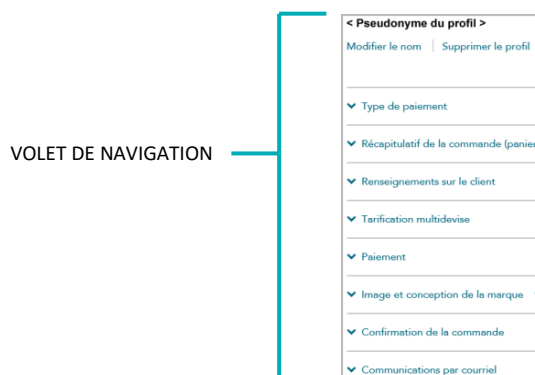 < Pseudonyme du profil >
Modifier le nom | Supprimer le profil
Type de paiement
VOLET DE NAVIGATION
Récapitulatif de la commande (panier
Renseignements sur le client
Tarification multidevise
Paiement
Image et conception de la marque
Confirmation de la commande
Communications par courriel